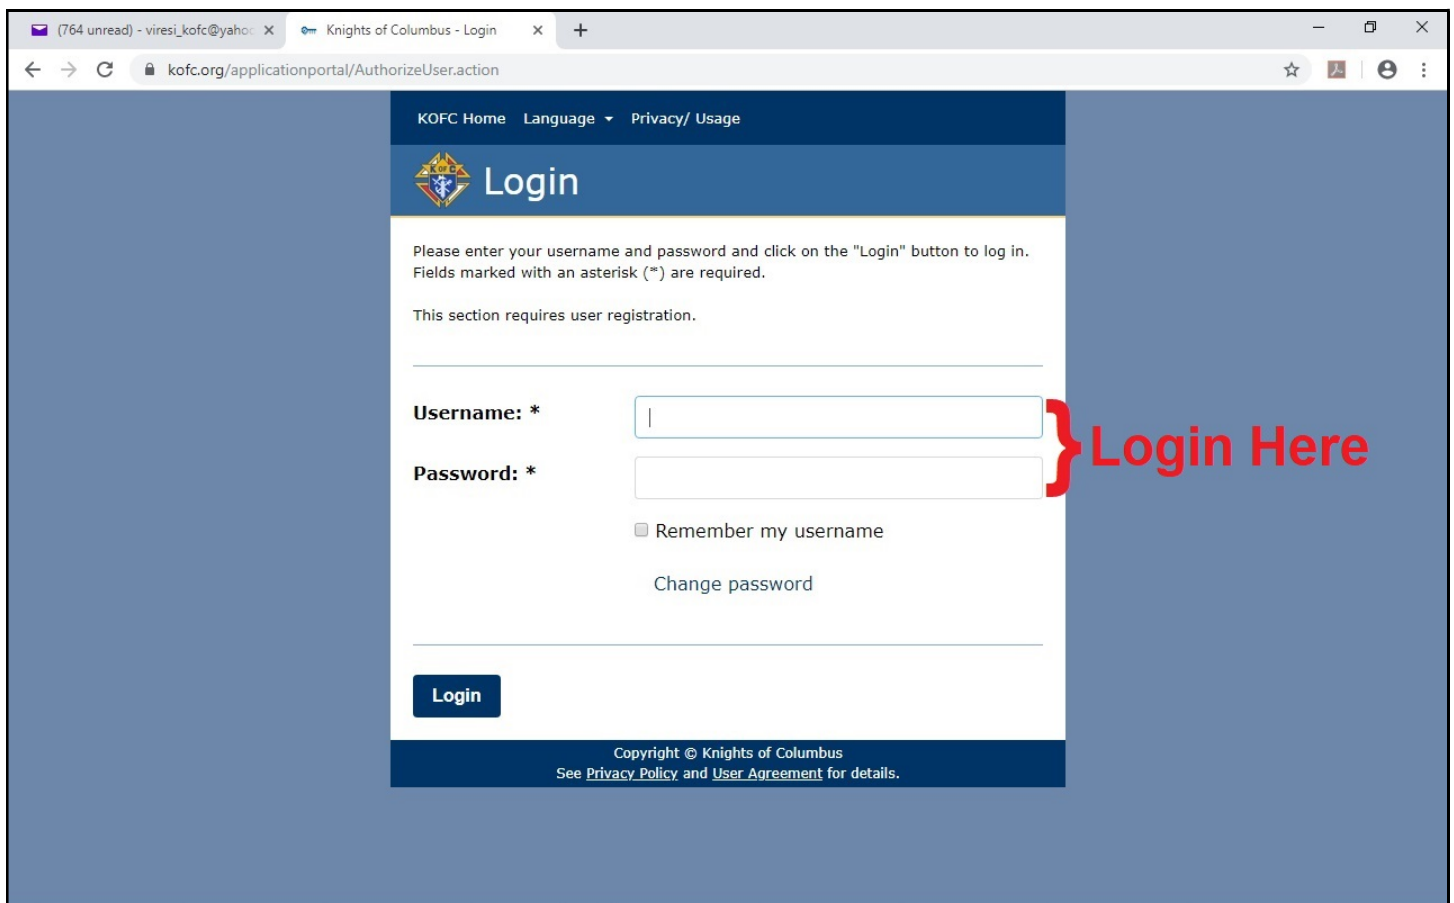 (764 unread) - viresi_kofc@yahoo
Knights of Columbus - Login
kofc.org/applicationportal/AuthorizeUser.action
KOFC Home Language Privacy/ Usage
K OF C
Login
Please enter your username and password and click on the "Login" button to log in.
Fields marked with an asterisk (*) are required.
This section requires user registration.
Username: *
Login Here
Password: *
Remember my username
Change password
Login
Copyright © Knights of Columbus
See Privacy Policy and User Agreement for details.